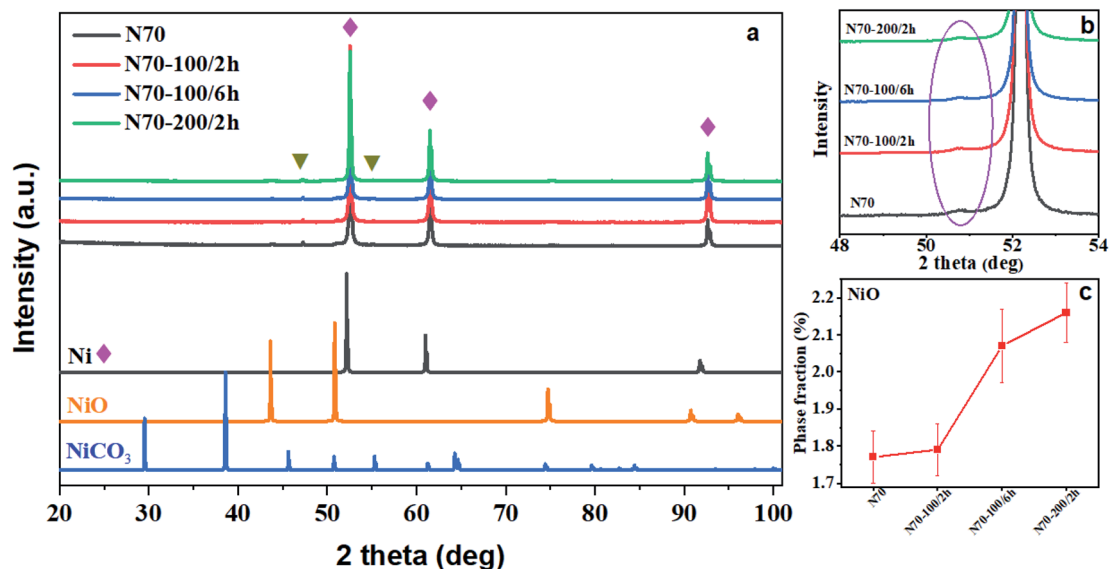 a
N70
N70-100/2h
N70-100/6h
N70-200/2h
Ni
NiO
NiCO₃
Intensity (a.u.)
20 30 40 50 60 70 80 90 100
2 theta (deg)
b
N70-200/2h
N70-100/6h
N70-100/2h
N70
Intensity
48 50 52 54
2 theta (deg)
c
NiO
Phase fraction (%)
2.2
2.1
2.0
1.9
1.8
1.7
N70 N70-100/2h N70-100/6h N70-200/2h